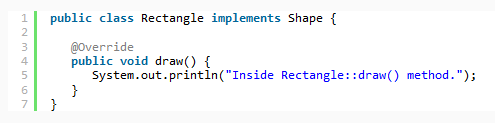 1 public class Rectangle implements Shape {
2
3 @Override
4 public void draw() {
5 System.out.println("Inside Rectangle::draw() method.");
6 }
7 }